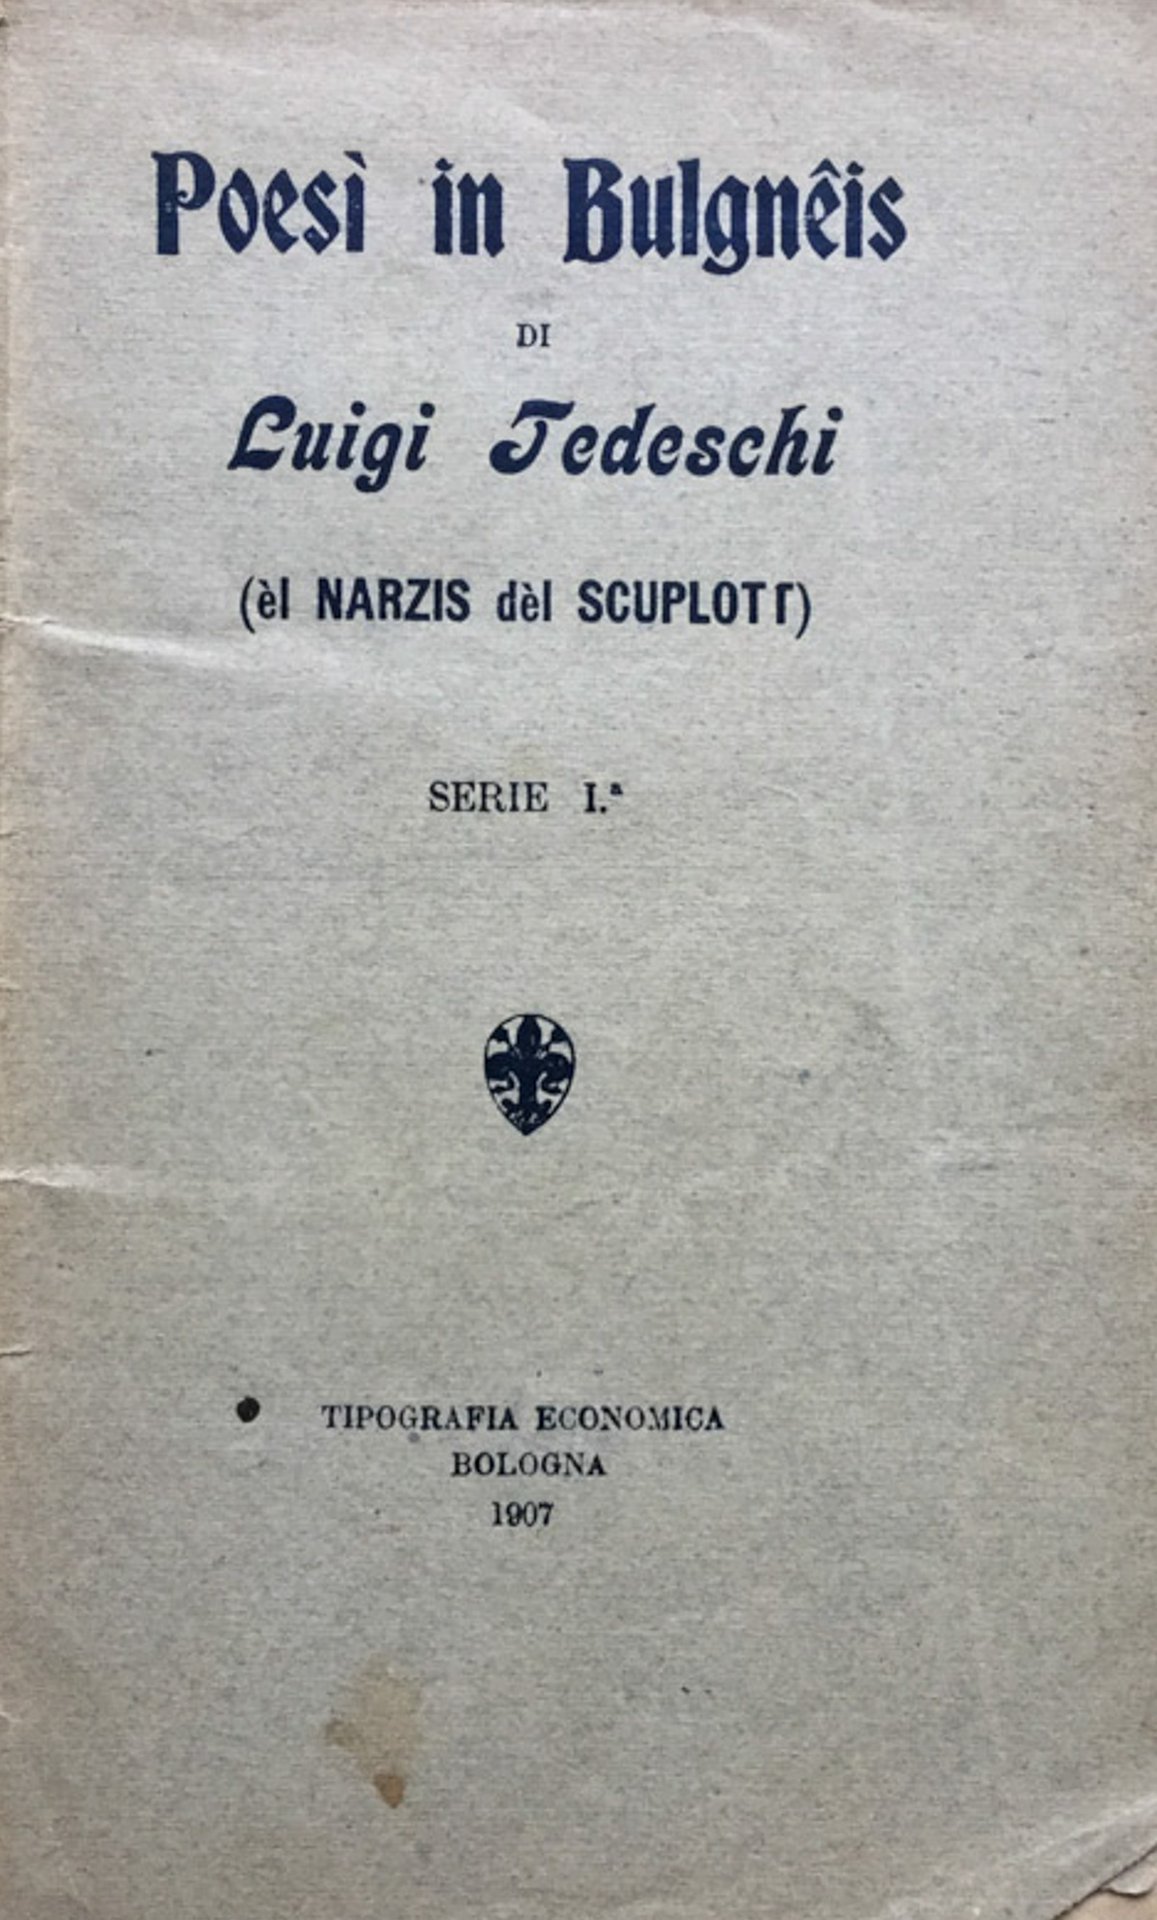 Poesì in Bulgnêis
DI
Luigi Tedeschi
(èl NARZIS dèl SCUPLOTT)
SERIE I.ª
TIPOGRAFIA ECONOMICA
BOLOGNA
1907